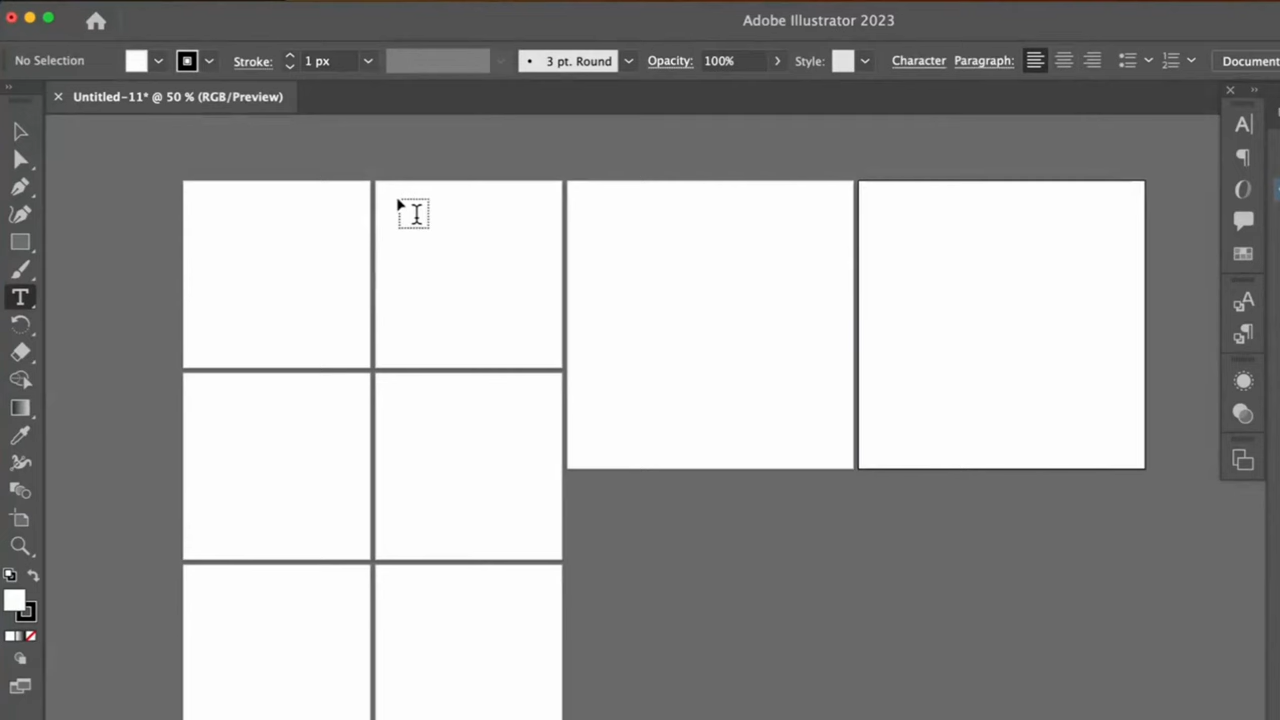 Adobe Illustrator 2023
No Selection Stroke: 1 px 3 pt. Round Opacity: 100% Style: Character Paragraph: Document
Untitled-11* @ 50 % (RGB/Preview)